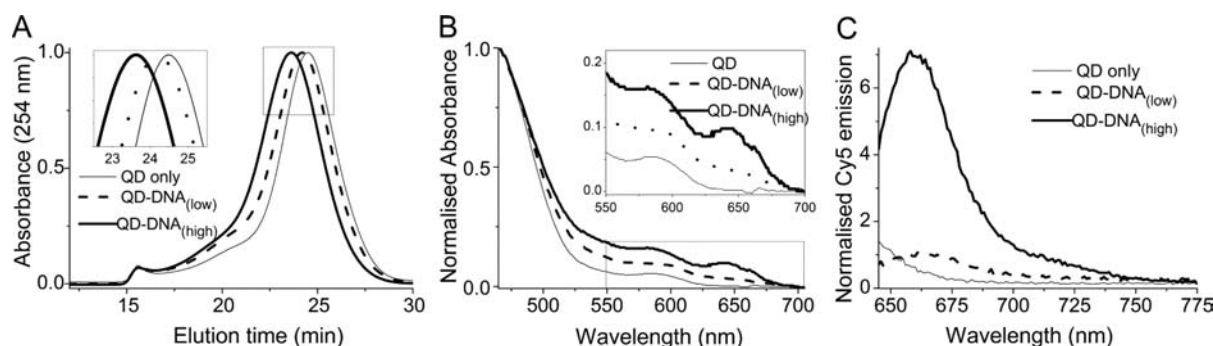 A
Absorbance (254 nm)
1.0
0.5
0.0
23 24 25
QD only
QD-DNA(low)
QD-DNA(high)
15 20 25 30
Elution time (min)
B
Normalised Absorbance
1.0
0.5
0.0
0.2
0.1
0.0
QD
QD-DNA(low)
QD-DNA(high)
550 600 650 700
500 550 600 650 700
Wavelength (nm)
C
Normalised Cy5 emission
6
4
2
0
QD only
QD-DNA(low)
QD-DNA(high)
650 675 700 725 750 775
Wavelength (nm)